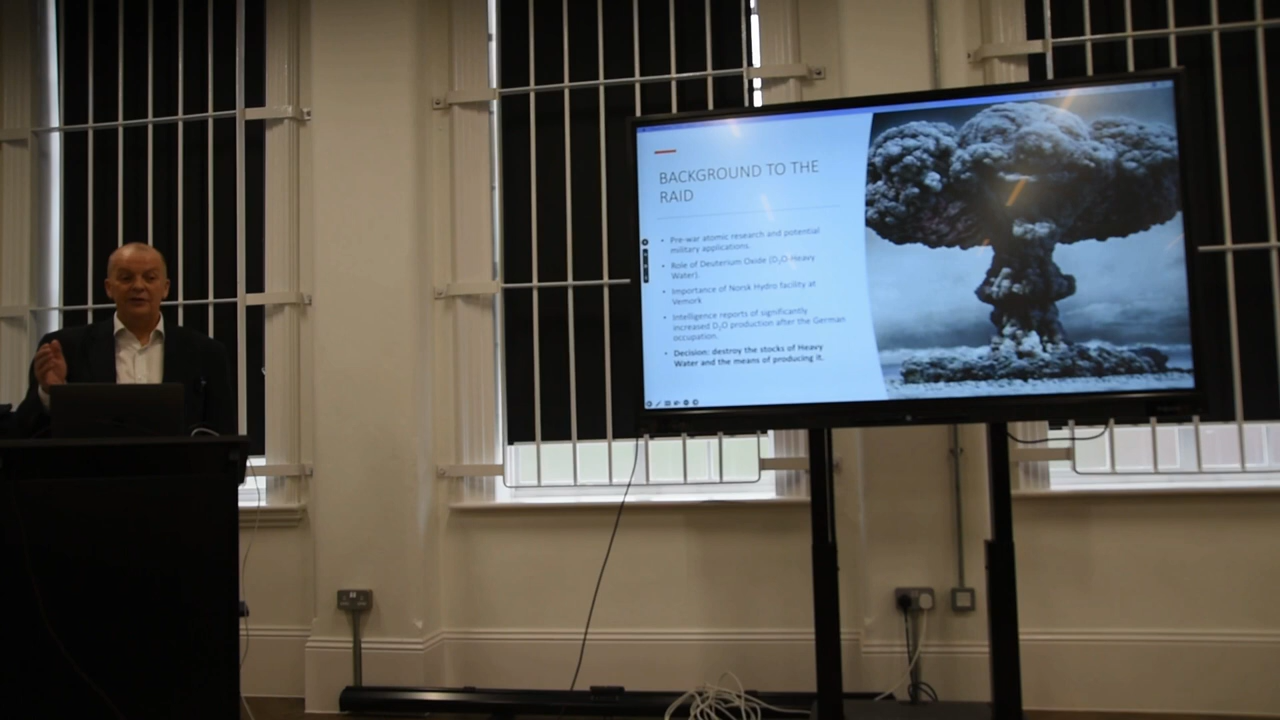 BACKGROUND TO THE
RAID
• Pre-war atomic research and potential
military applications.
• Role of Deuterium Oxide (D₂O Heavy
Water).
• Importance of Norsk Hydro facility at
Vemork
• Intelligence reports of significantly
increased D₂O production after the German
occupation.
• Decision: destroy the stocks of Heavy
Water and the means of producing it.